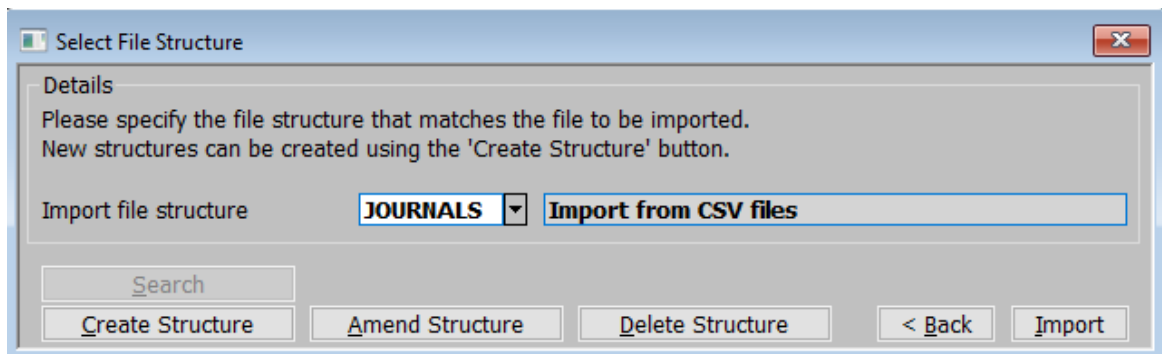 Select File Structure
Details
Please specify the file structure that matches the file to be imported.
New structures can be created using the 'Create Structure' button.
Import file structure JOURNALS Import from CSV files
Search
Create Structure Amend Structure Delete Structure < Back Import